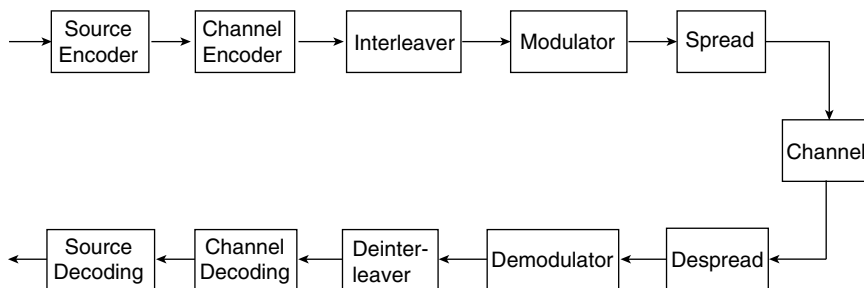 Source
Encoder
Channel
Encoder
Interleaver
Modulator
Spread
Channel
Source
Decoding
Channel
Decoding
Deinter-
leaver
Demodulator
Despread